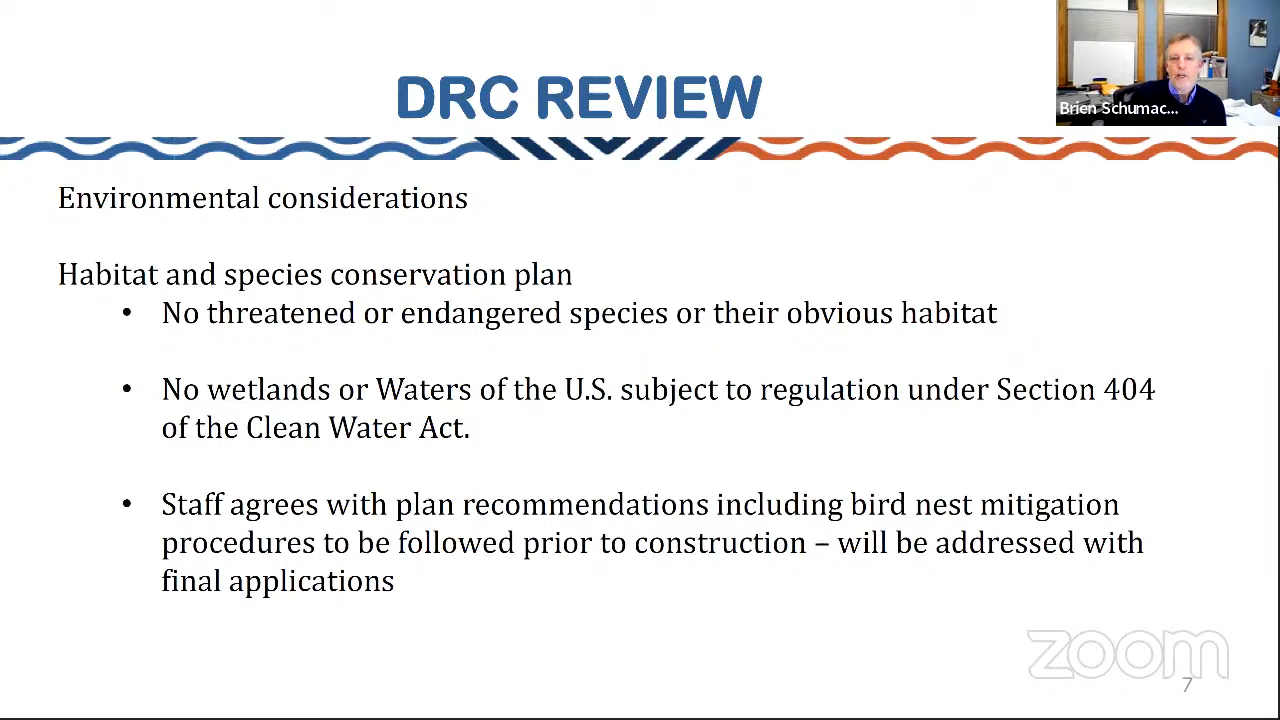 DRC REVIEW
Brien Schumac...
Environmental considerations
Habitat and species conservation plan
• No threatened or endangered species or their obvious habitat
• No wetlands or Waters of the U.S. subject to regulation under Section 404
of the Clean Water Act.
• Staff agrees with plan recommendations including bird nest mitigation
procedures to be followed prior to construction – will be addressed with
final applications
zoom
7